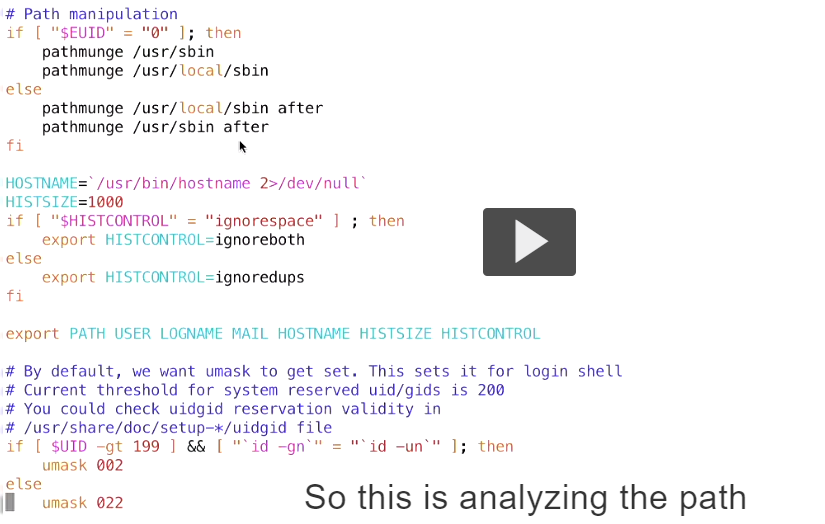 # Path manipulation
if [ "$EUID" = "0" ]; then
    pathmunge /usr/sbin
    pathmunge /usr/local/sbin
else
    pathmunge /usr/local/sbin after
    pathmunge /usr/sbin after
fi

HOSTNAME=`/usr/bin/hostname 2>/dev/null`
HISTSIZE=1000
if [ "$HISTCONTROL" = "ignorespace" ] ; then
    export HISTCONTROL=ignoreboth
else
    export HISTCONTROL=ignoredups
fi

export PATH USER LOGNAME MAIL HOSTNAME HISTSIZE HISTCONTROL

# By default, we want umask to get set. This sets it for login shell
# Current threshold for system reserved uid/gids is 200
# You could check uidgid reservation validity in
# /usr/share/doc/setup-*/uidgid file
if [ $UID -gt 199 ] && [ "`id -gn`" = "`id -un`" ]; then
    umask 002
else
    umask 022
So this is analyzing the path